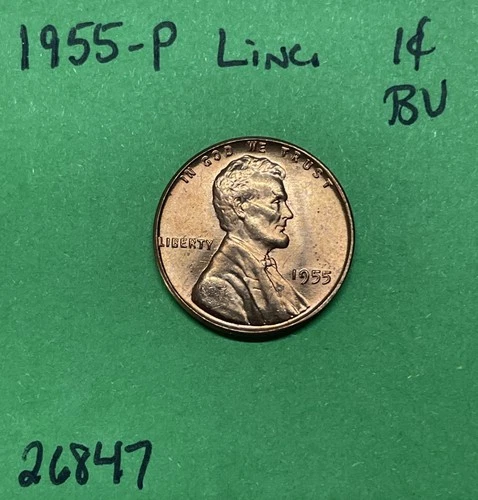 1955-P Linc. 1¢
BU
IN GOD WE TRUST
LIBERTY
1955
26847